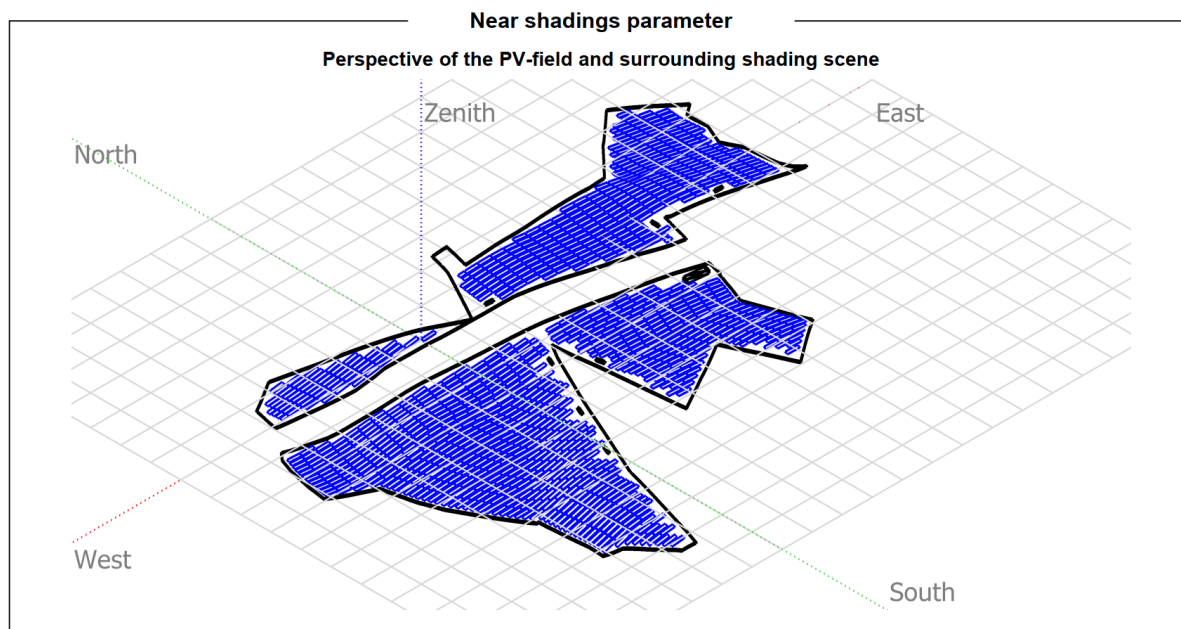 Near shadings parameter
Perspective of the PV-field and surrounding shading scene
Zenith
East
North
West
South